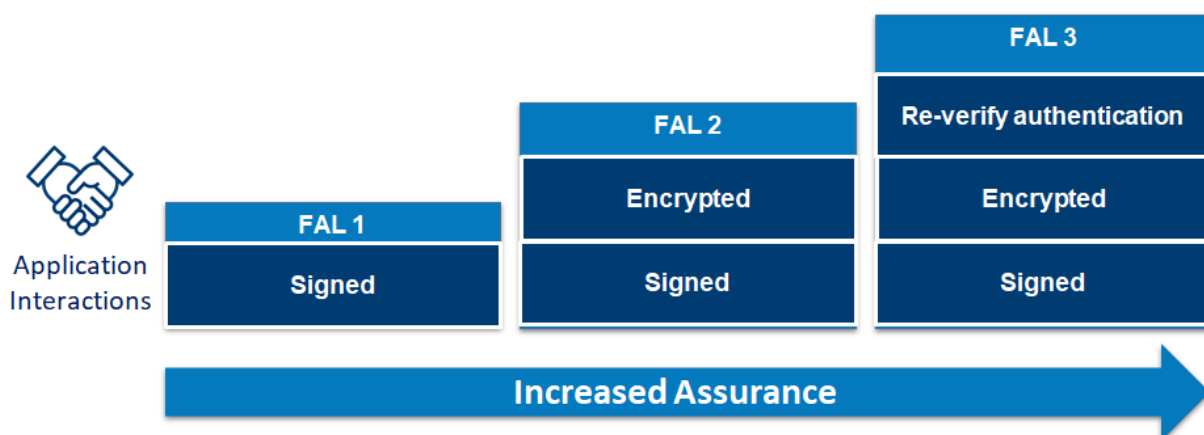 FAL 3
Re-verify authentication
FAL 2
Encrypted
Encrypted
FAL 1
Application
Interactions
Signed
Signed
Signed
Increased Assurance